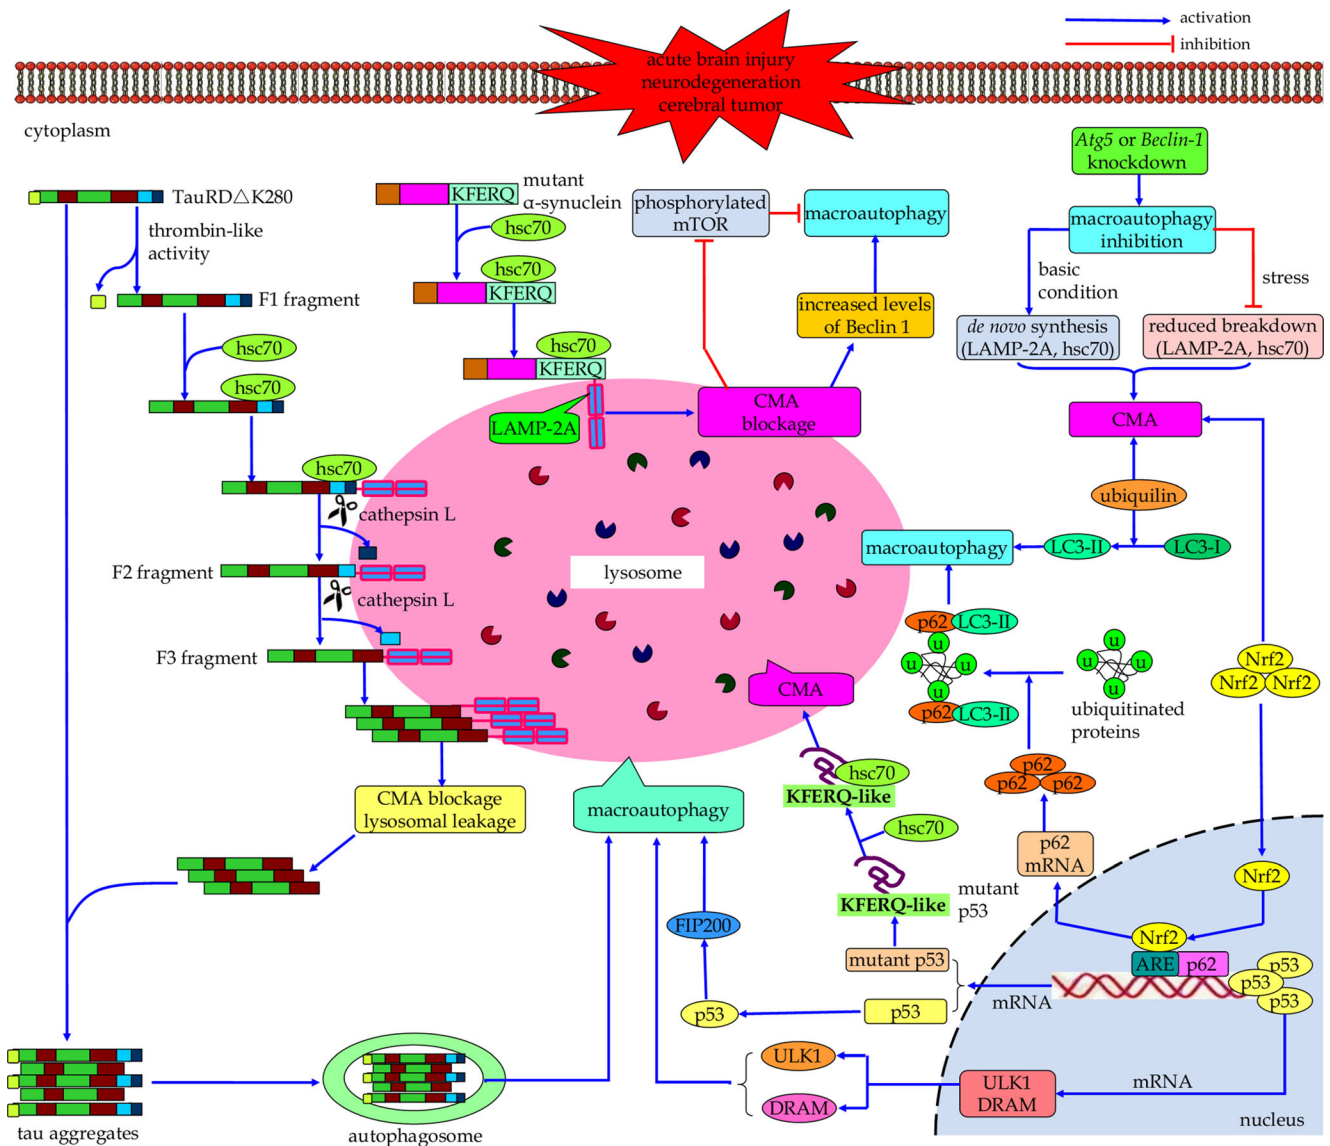 activation
inhibition
acute brain injury
neurodegeneration
cerebral tumor
cytoplasm
Atg5 or Beclin-1
knockdown
TauRD△K280
thrombin-like
activity
F1 fragment
hsc70
hsc70
hsc70
cathepsin L
F2 fragment
cathepsin L
F3 fragment
CMA blockage
lysosomal leakage
tau aggregates
autophagosome
KFERQ
mutant
α-synuclein
hsc70
hsc70
KFERQ
hsc70
KFERQ
LAMP-2A
phosphorylated
mTOR
macroautophagy
increased levels
of Beclin 1
CMA
blockage
macroautophagy
inhibition
basic
condition
stress
de novo synthesis
(LAMP-2A, hsc70)
reduced breakdown
(LAMP-2A, hsc70)
CMA
ubiquilin
macroautophagy
LC3-II
LC3-I
lysosome
p62
LC3-II
u
u
u
u
p62
LC3-II
u
u
u
u
ubiquitinated
proteins
Nrf2
Nrf2
Nrf2
CMA
hsc70
KFERQ-like
hsc70
KFERQ-like
mutant
p53
p62
p62
p62
p62
mRNA
macroautophagy
FIP200
mutant p53
p53
p53
mRNA
Nrf2
Nrf2
ARE
p62
p53
p53
p53
ULK1
DRAM
ULK1
DRAM
mRNA
nucleus